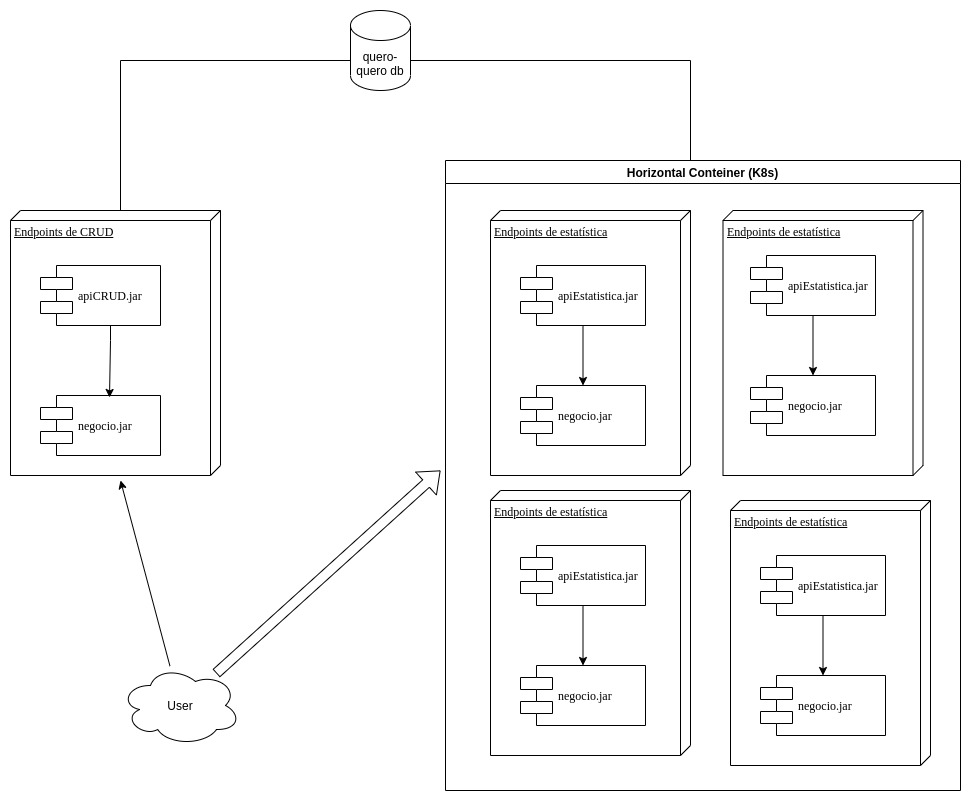 quero-
quero db
Horizontal Conteiner (K8s)
Endpoints de CRUD
apiCRUD.jar
negocio.jar
Endpoints de estatística
apiEstatistica.jar
negocio.jar
Endpoints de estatística
apiEstatistica.jar
negocio.jar
Endpoints de estatística
apiEstatistica.jar
negocio.jar
Endpoints de estatística
apiEstatistica.jar
negocio.jar
User